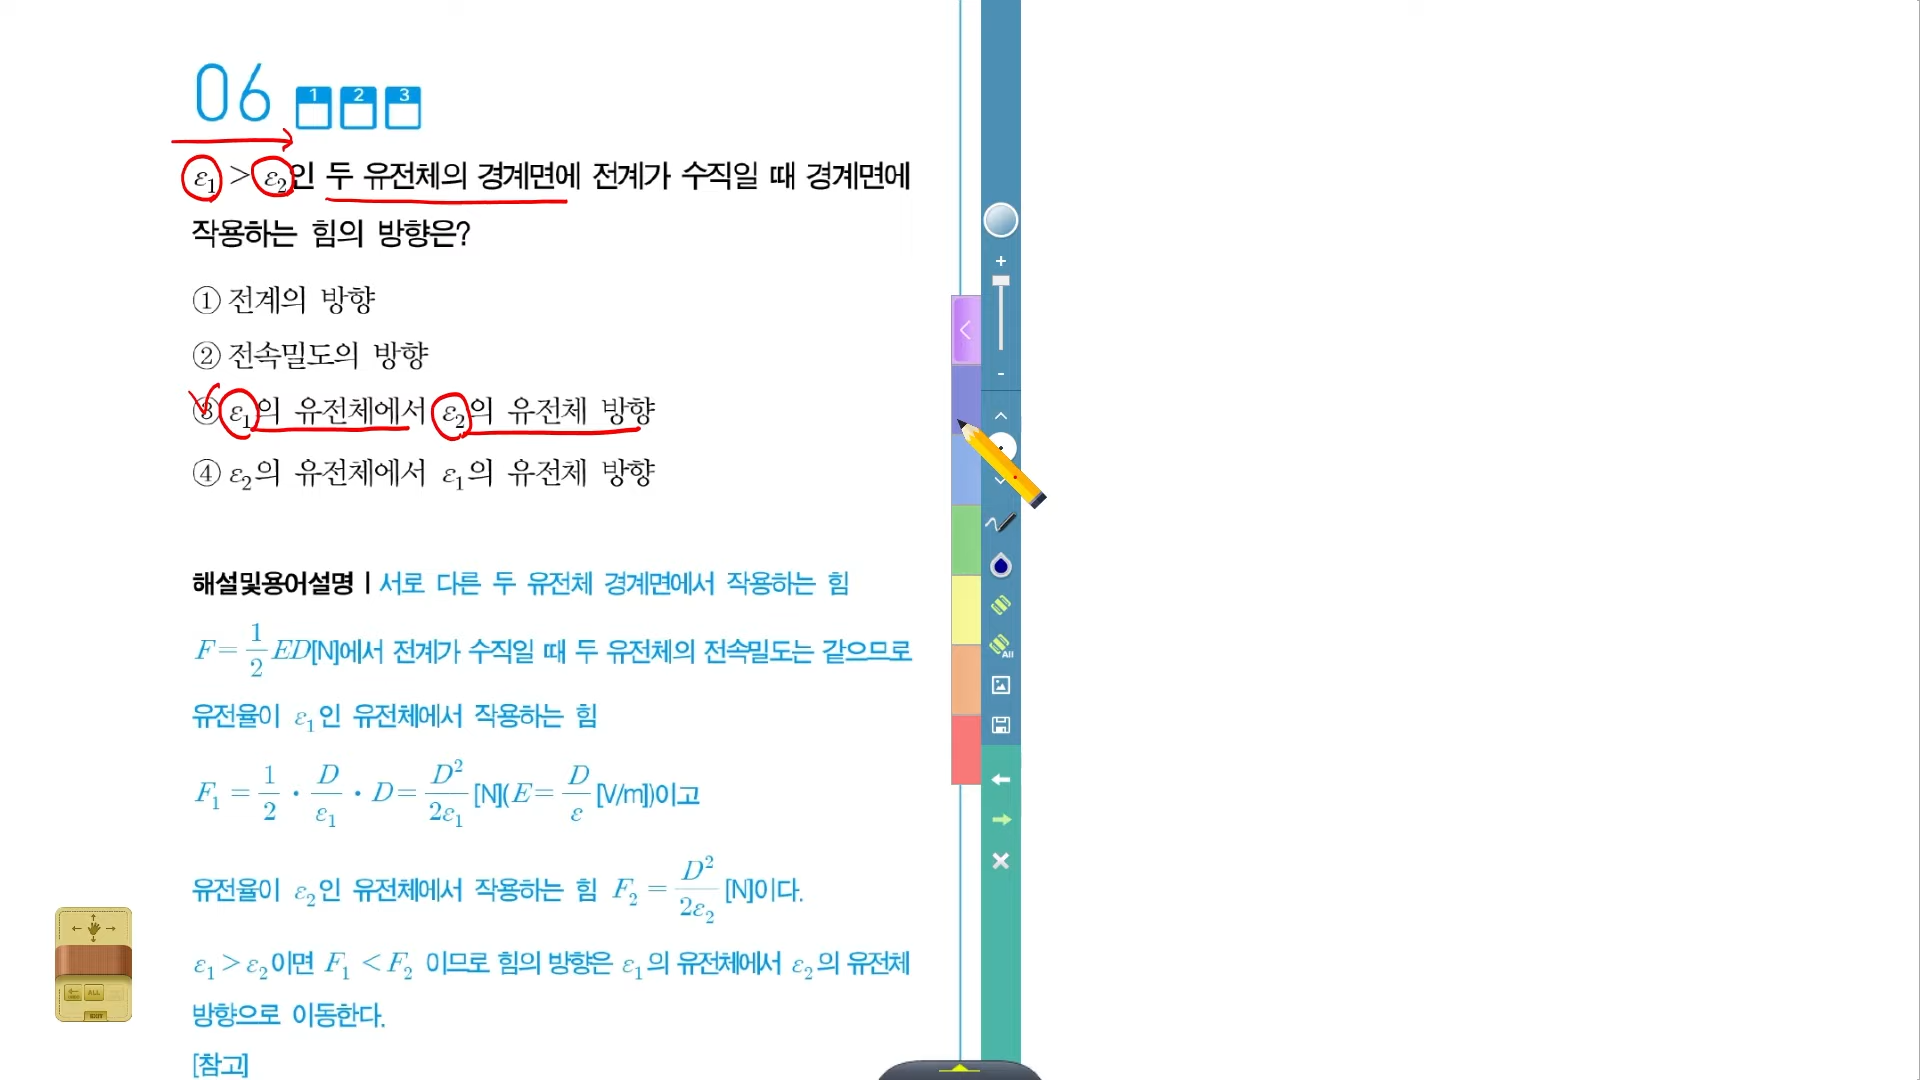 06 1 2 3
ε₁ > ε₂인 두 유전체의 경계면에 전계가 수직일 때 경계면에
작용하는 힘의 방향은?
① 전계의 방향
② 전속밀도의 방향
③ ε₁의 유전체에서 ε₂의 유전체 방향
④ ε₂의 유전체에서 ε₁의 유전체 방향
해설및용어설명 | 서로 다른 두 유전체 경계면에서 작용하는 힘
F = 1/2 ED[N]에서 전계가 수직일 때 두 유전체의 전속밀도는 같으므로
유전율이 ε₁인 유전체에서 작용하는 힘
F₁ = 1/2 · D/ε₁ · D = D²/2ε₁ [N](E = D/ε [V/m])이고
유전율이 ε₂인 유전체에서 작용하는 힘 F₂ = D²/2ε₂ [N]이다.
ε₁ > ε₂이면 F₁ < F₂ 이므로 힘의 방향은 ε₁의 유전체에서 ε₂의 유전체
방향으로 이동한다.
[참고]
+
-
All
ALL